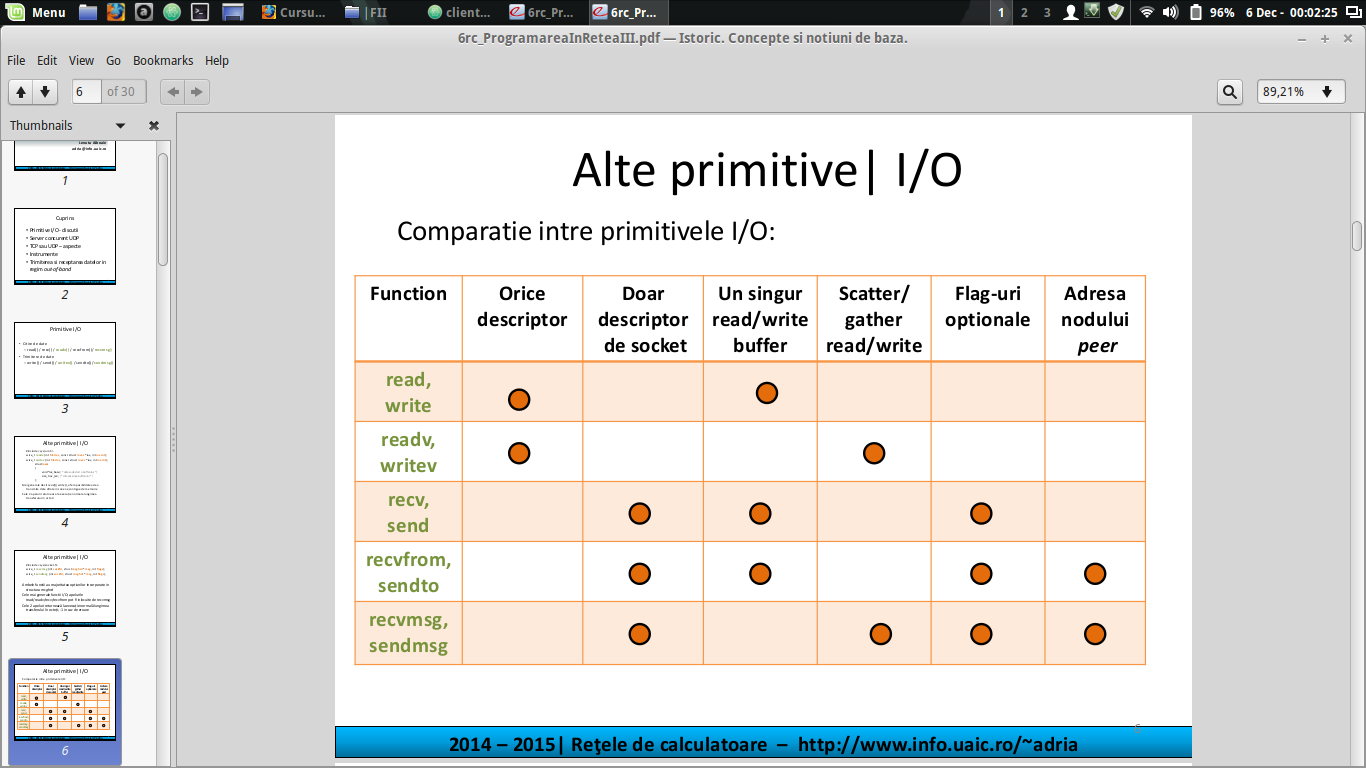 Menu
Cursu...
|FII
client...
6rc_Pr...
6rc_Pr...
1 2 3
96% 6 Dec - 00:02:25
6rc_ProgramareaInReteaIII.pdf — Istoric. Concepte si notiuni de baza.
File Edit View Go Bookmarks Help
6 of 30
89,21%
Thumbnails
adria@info.uaic.ro
1
Cuprins
• Primitive I/O - discutii
• Server concurent UDP
• TCP sau UDP – aspecte
• Instrumente
• Trimiterea si receptarea datelor in
regim out-of-band
2
Primitive I/O
3
Alte primitive| I/O
4
Alte primitive| I/O
5
Alte primitive| I/O
6
Alte primitive| I/O
Comparatie intre primitivele I/O:
Function
Orice
descriptor
Doar
descriptor
de socket
Un singur
read/write
buffer
Scatter/
gather
read/write
Flag-uri
optionale
Adresa
nodului
peer
read,
write
readv,
writev
recv,
send
recvfrom,
sendto
recvmsg,
sendmsg
2014 – 2015| Reţele de calculatoare – http://www.info.uaic.ro/~adria